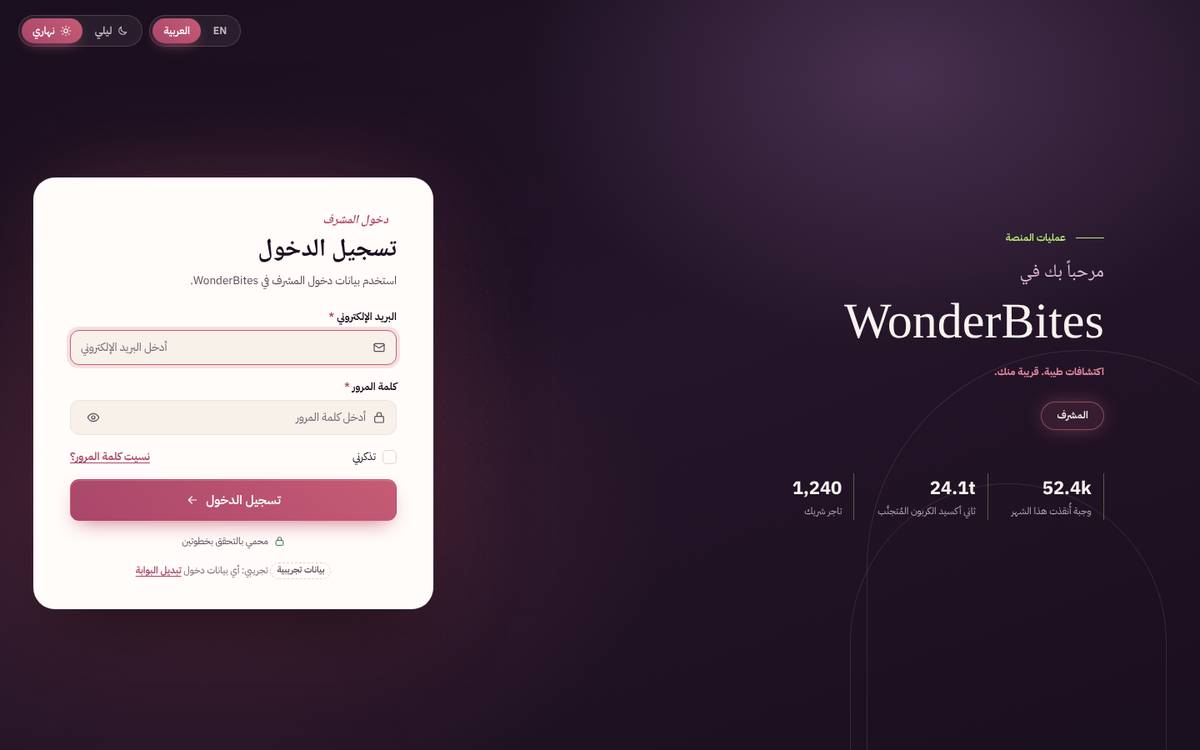 نهاري
ليلي
العربية
EN
عمليات المنصة
مرحباً بك في
WonderBites
اكتشافات طيبة. قريبة منك.
المشرف
52.4k
وجبة أُنقذت هذا الشهر
24.1t
ثاني أكسيد الكربون المُتجنَّب
1,240
تاجر شريك
دخول المشرف
تسجيل الدخول
استخدم بيانات دخول المشرف في WonderBites.
البريد الإلكتروني *
أدخل البريد الإلكتروني
كلمة المرور *
أدخل كلمة المرور
تذكرني
نسيت كلمة المرور؟
تسجيل الدخول ←
محمي بالتحقق بخطوتين
بيانات تجريبية تجريبي: أي بيانات دخول تبديل البوابة